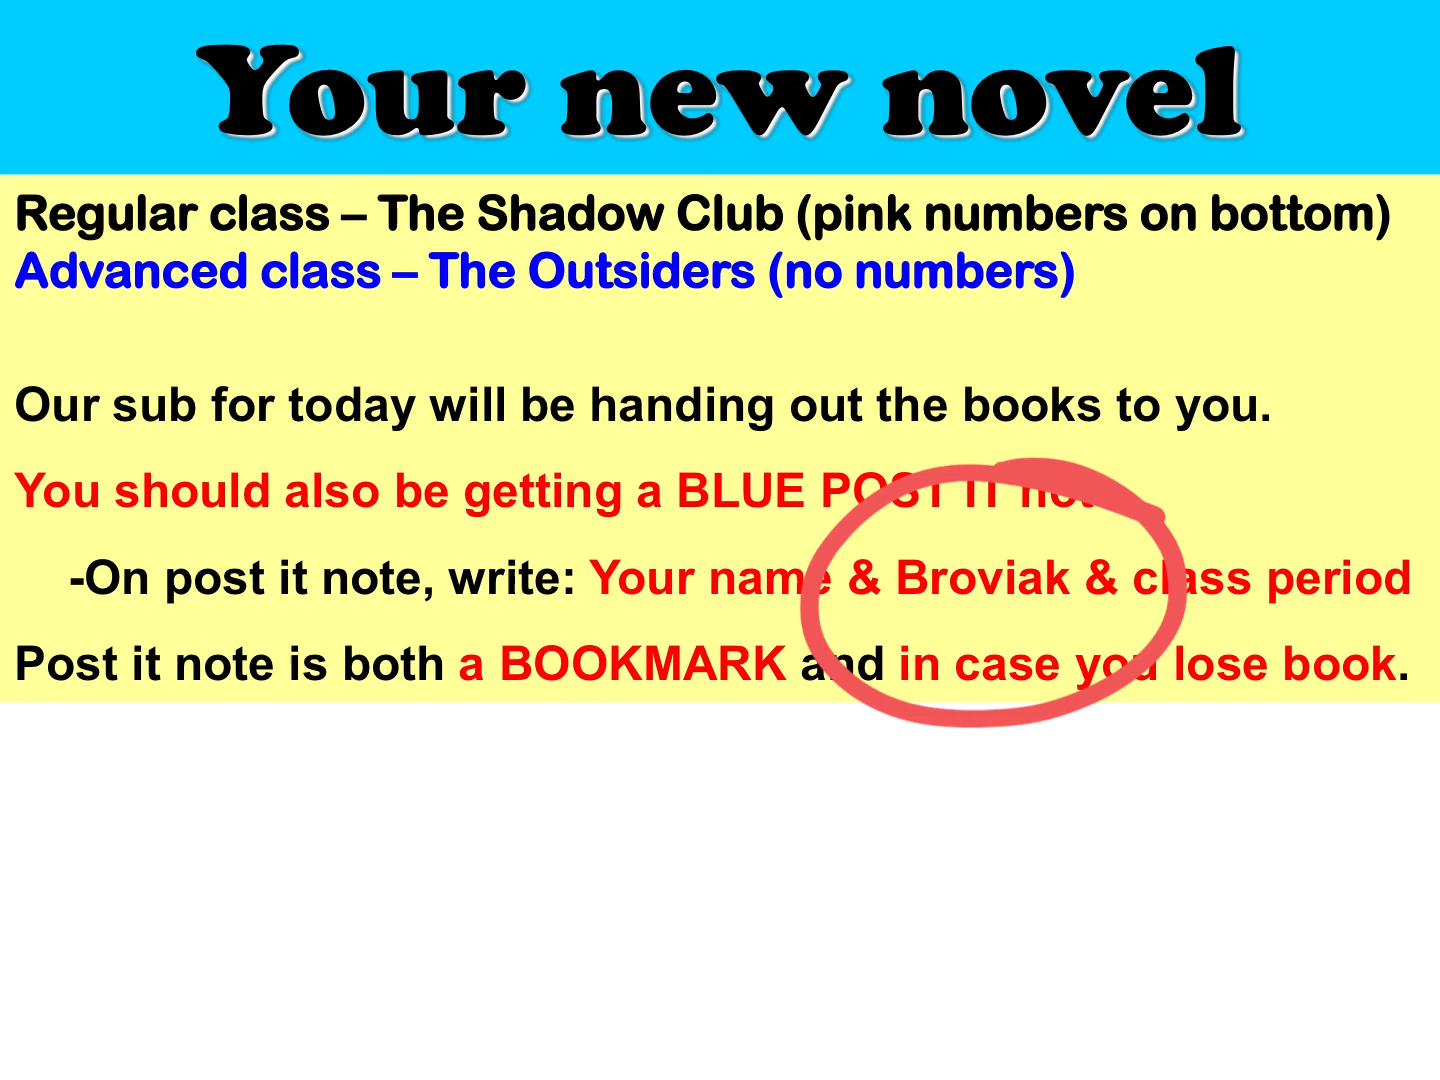 Your new novel
Regular class – The Shadow Club (pink numbers on bottom)
Advanced class – The Outsiders (no numbers)
Our sub for today will be handing out the books to you.
You should also be getting a BLUE POST IT
-On post it note, write: Your name & Broviak & class period
Post it note is both a BOOKMARK and in case you lose book.